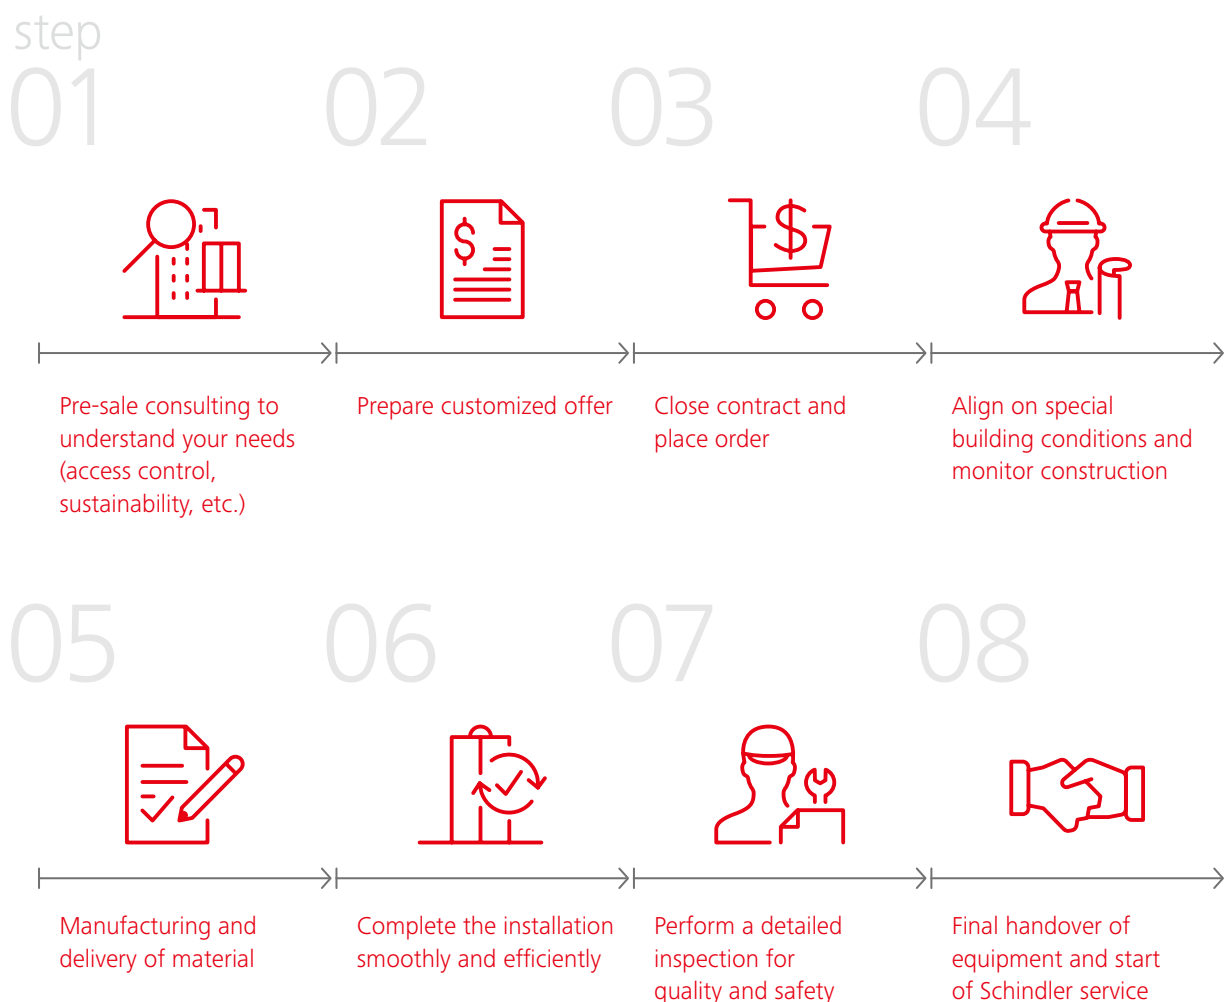 step
01
02
03
04
Pre-sale consulting to
understand your needs
(access control,
sustainability, etc.)
Prepare customized offer
Close contract and
place order
Align on special
building conditions and
monitor construction
05
06
07
08
Manufacturing and
delivery of material
Complete the installation
smoothly and efficiently
Perform a detailed
inspection for
quality and safety
Final handover of
equipment and start
of Schindler service